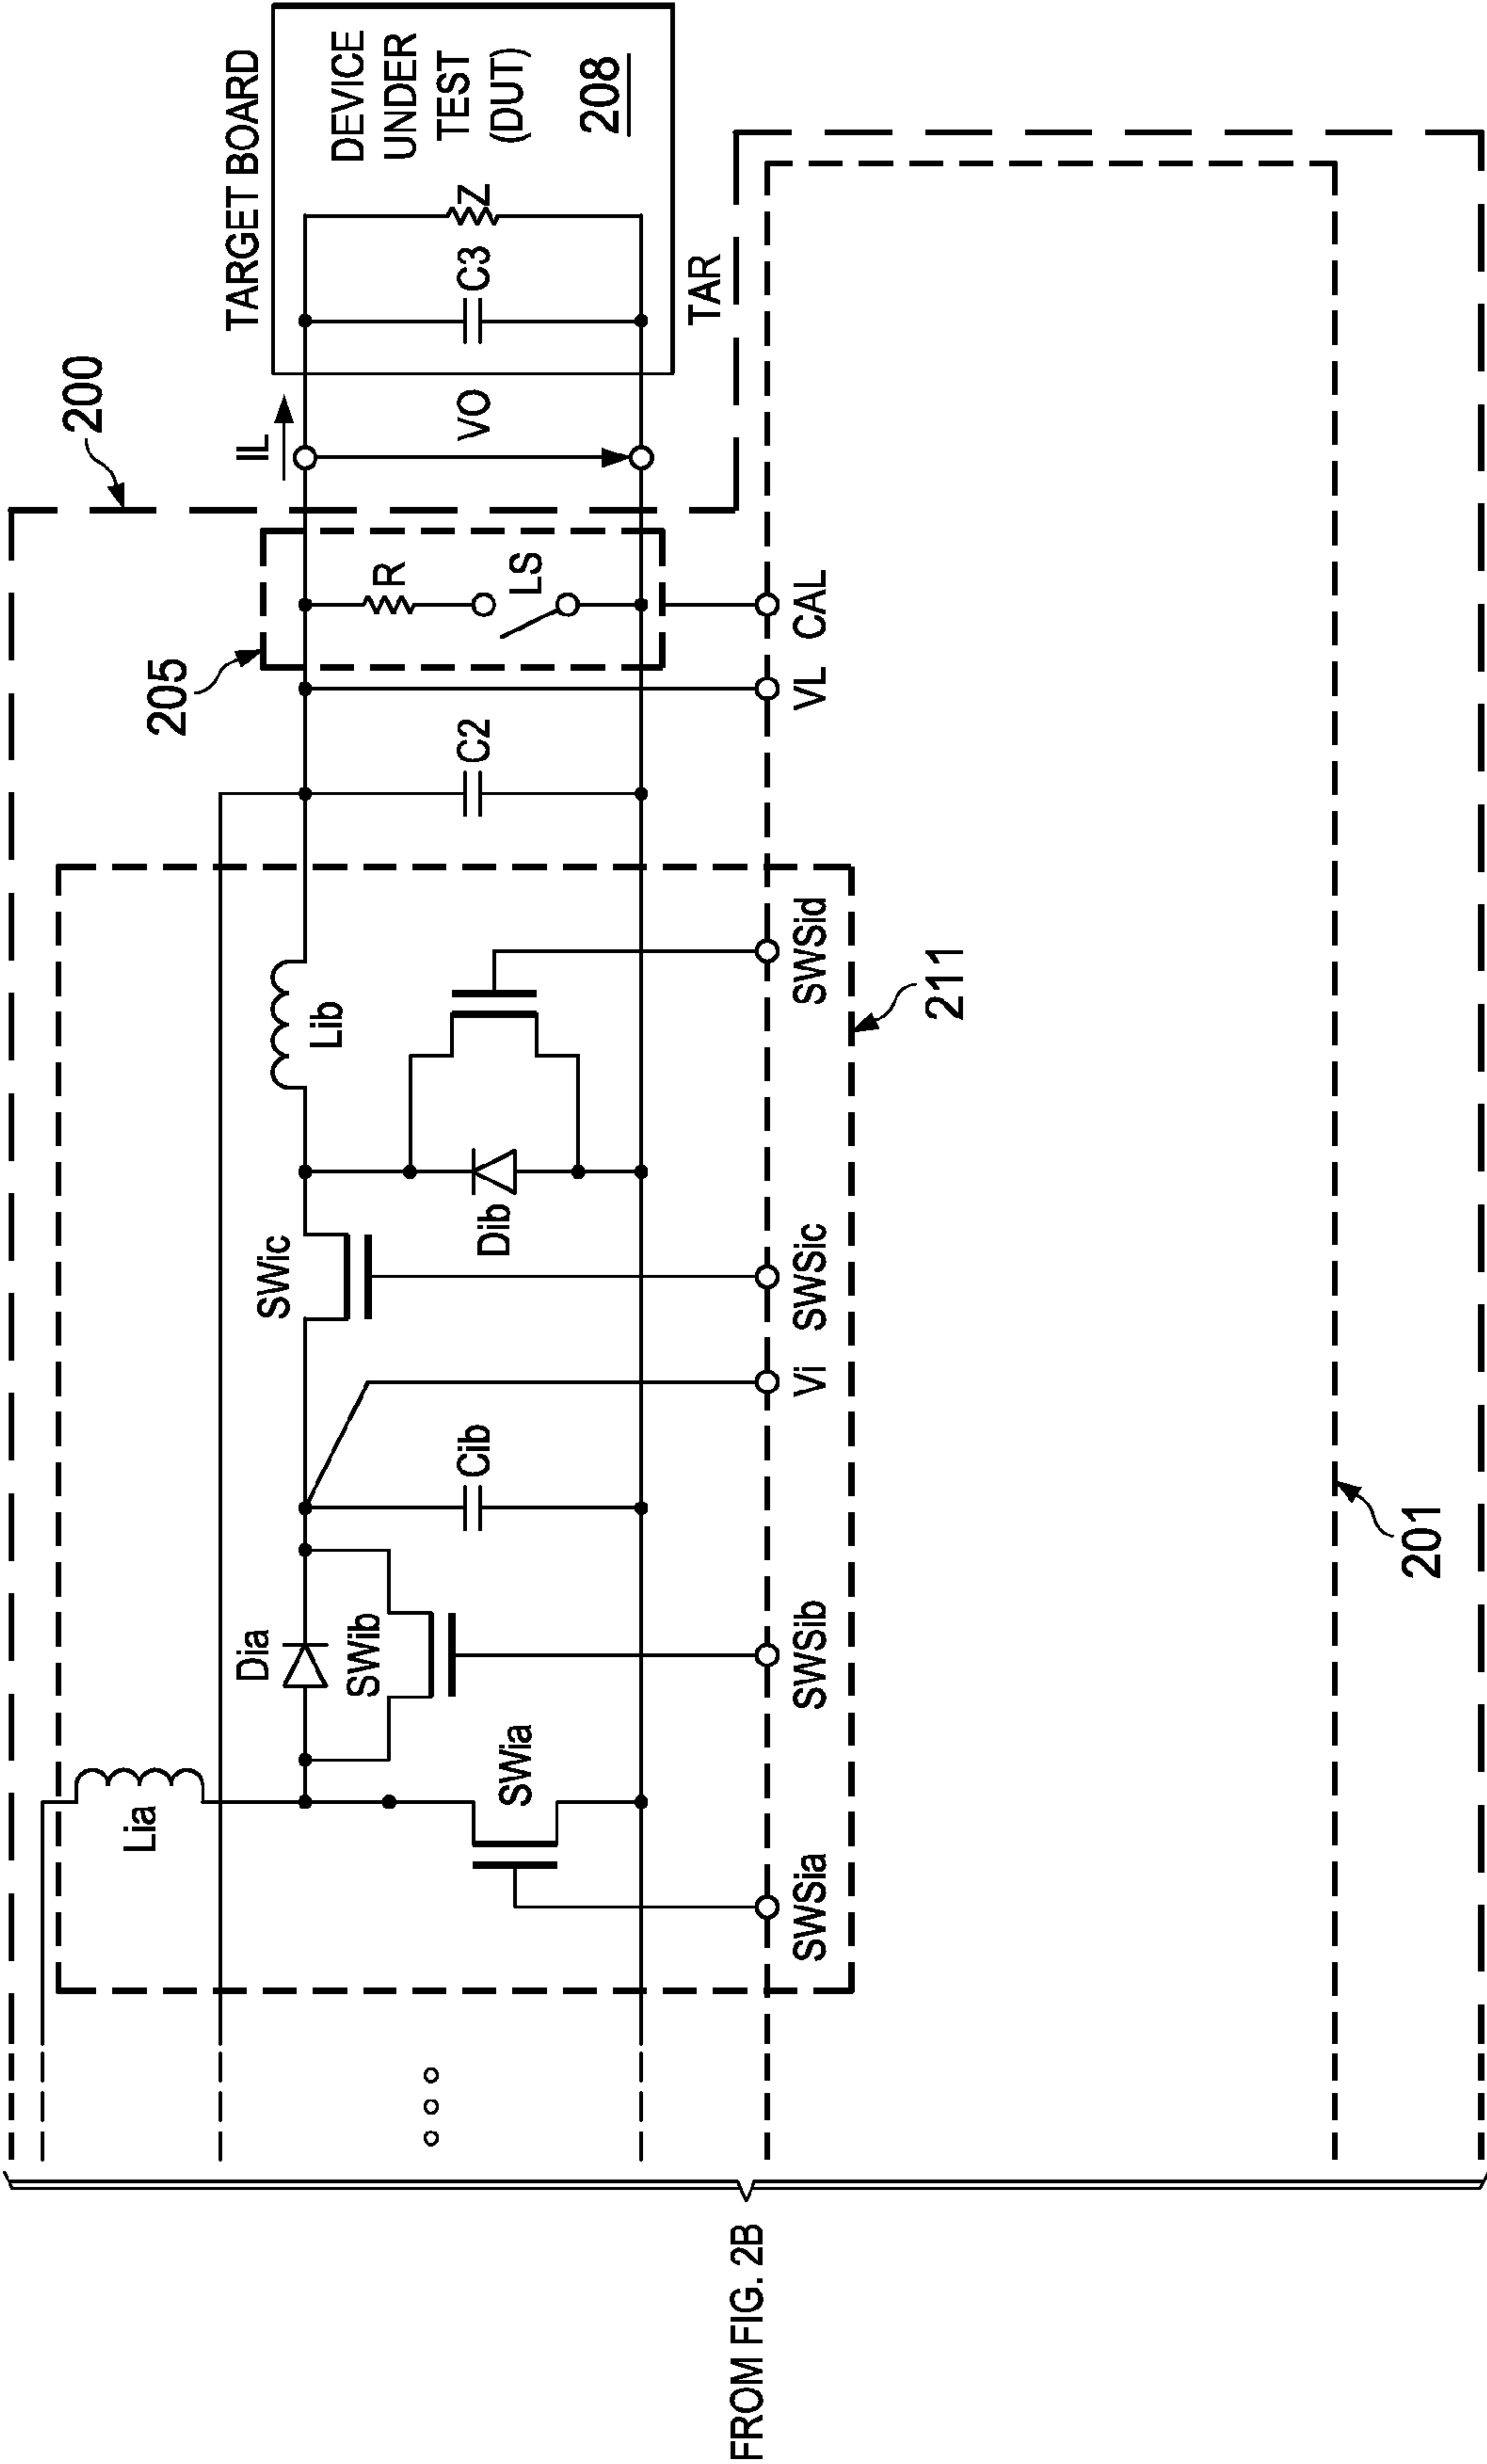 TARGET BOARD
DEVICE
UNDER
TEST
(DUT)
208
Z
C3
TAR
200
IL
VO
205
R
LS
CAL
VL
C2
Lib
SWSid
211
SWic
Dib
SWSic
Vi
Cib
201
Dia
SWib
SWSib
Lia
SWia
SWSia
FROM FIG. 2B